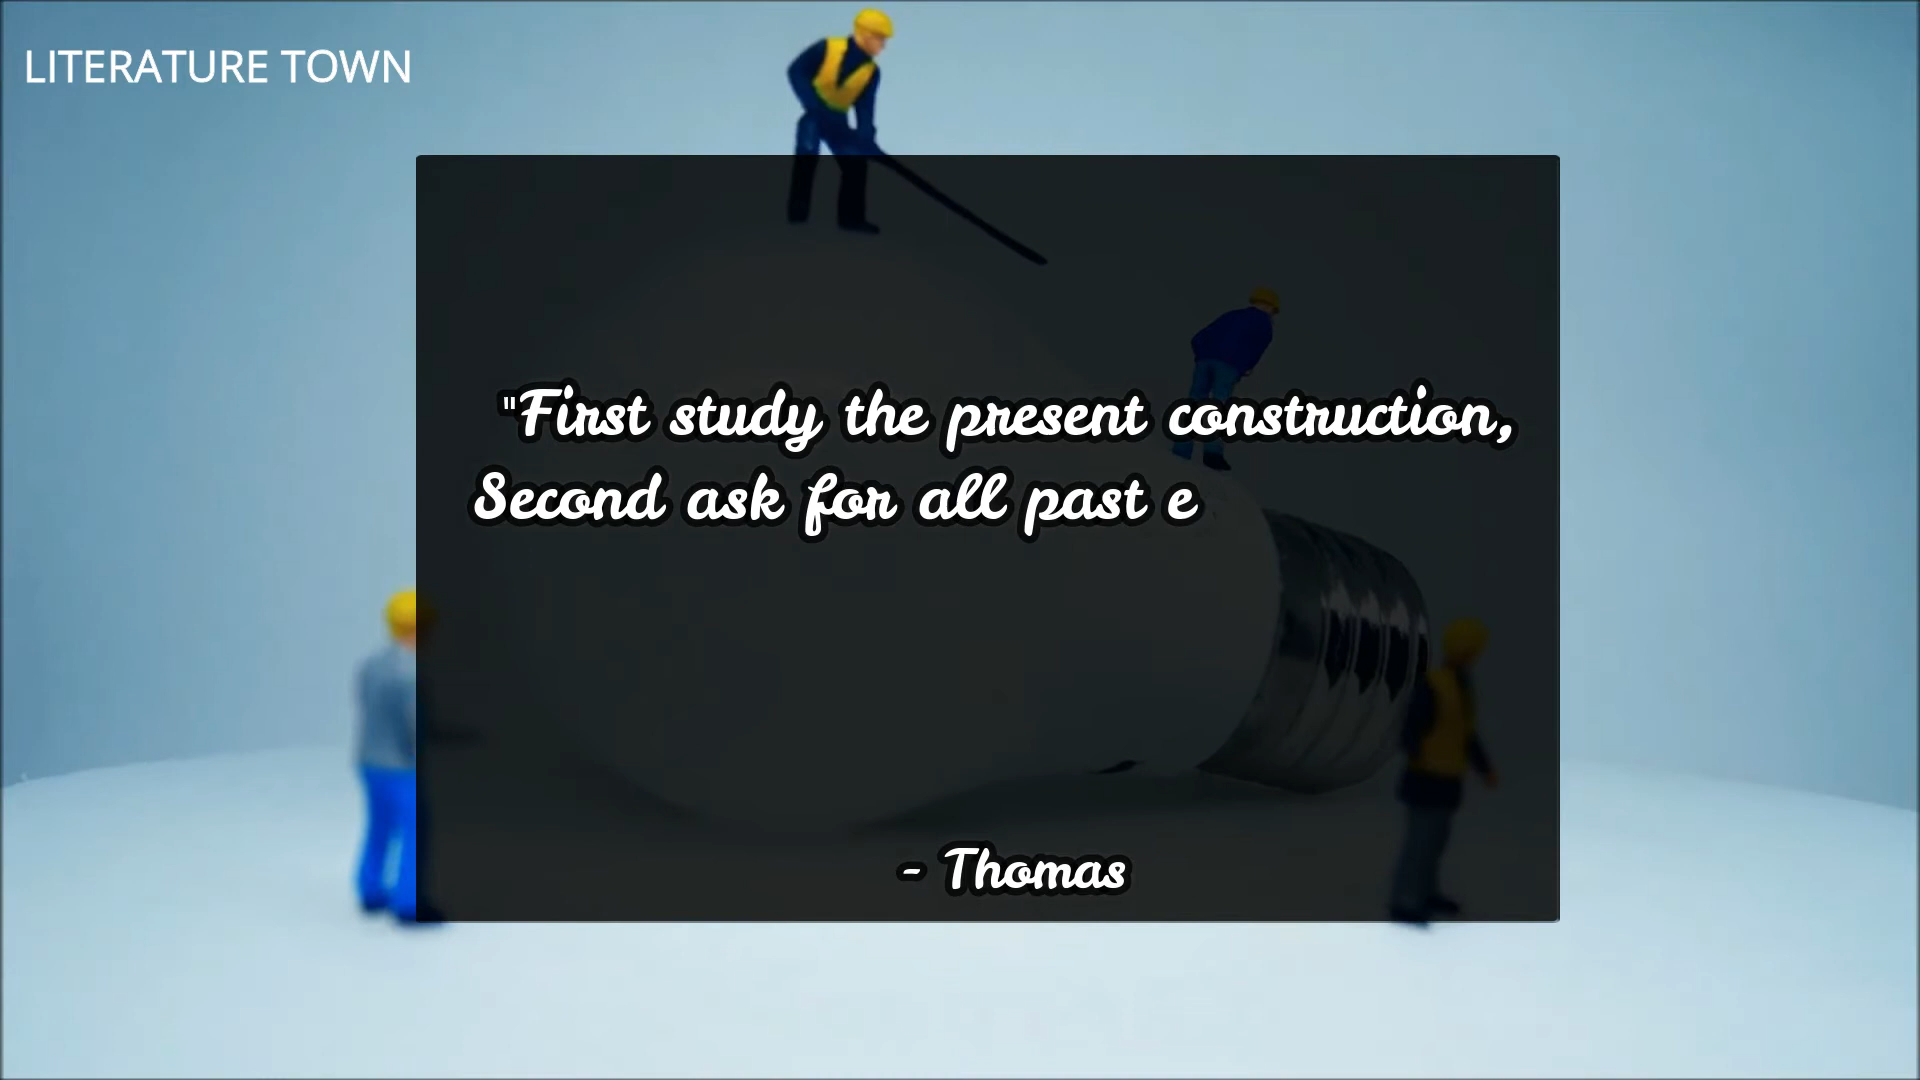 LITERATURE TOWN
"First study the present construction,
Second ask for all past e
- Thomas